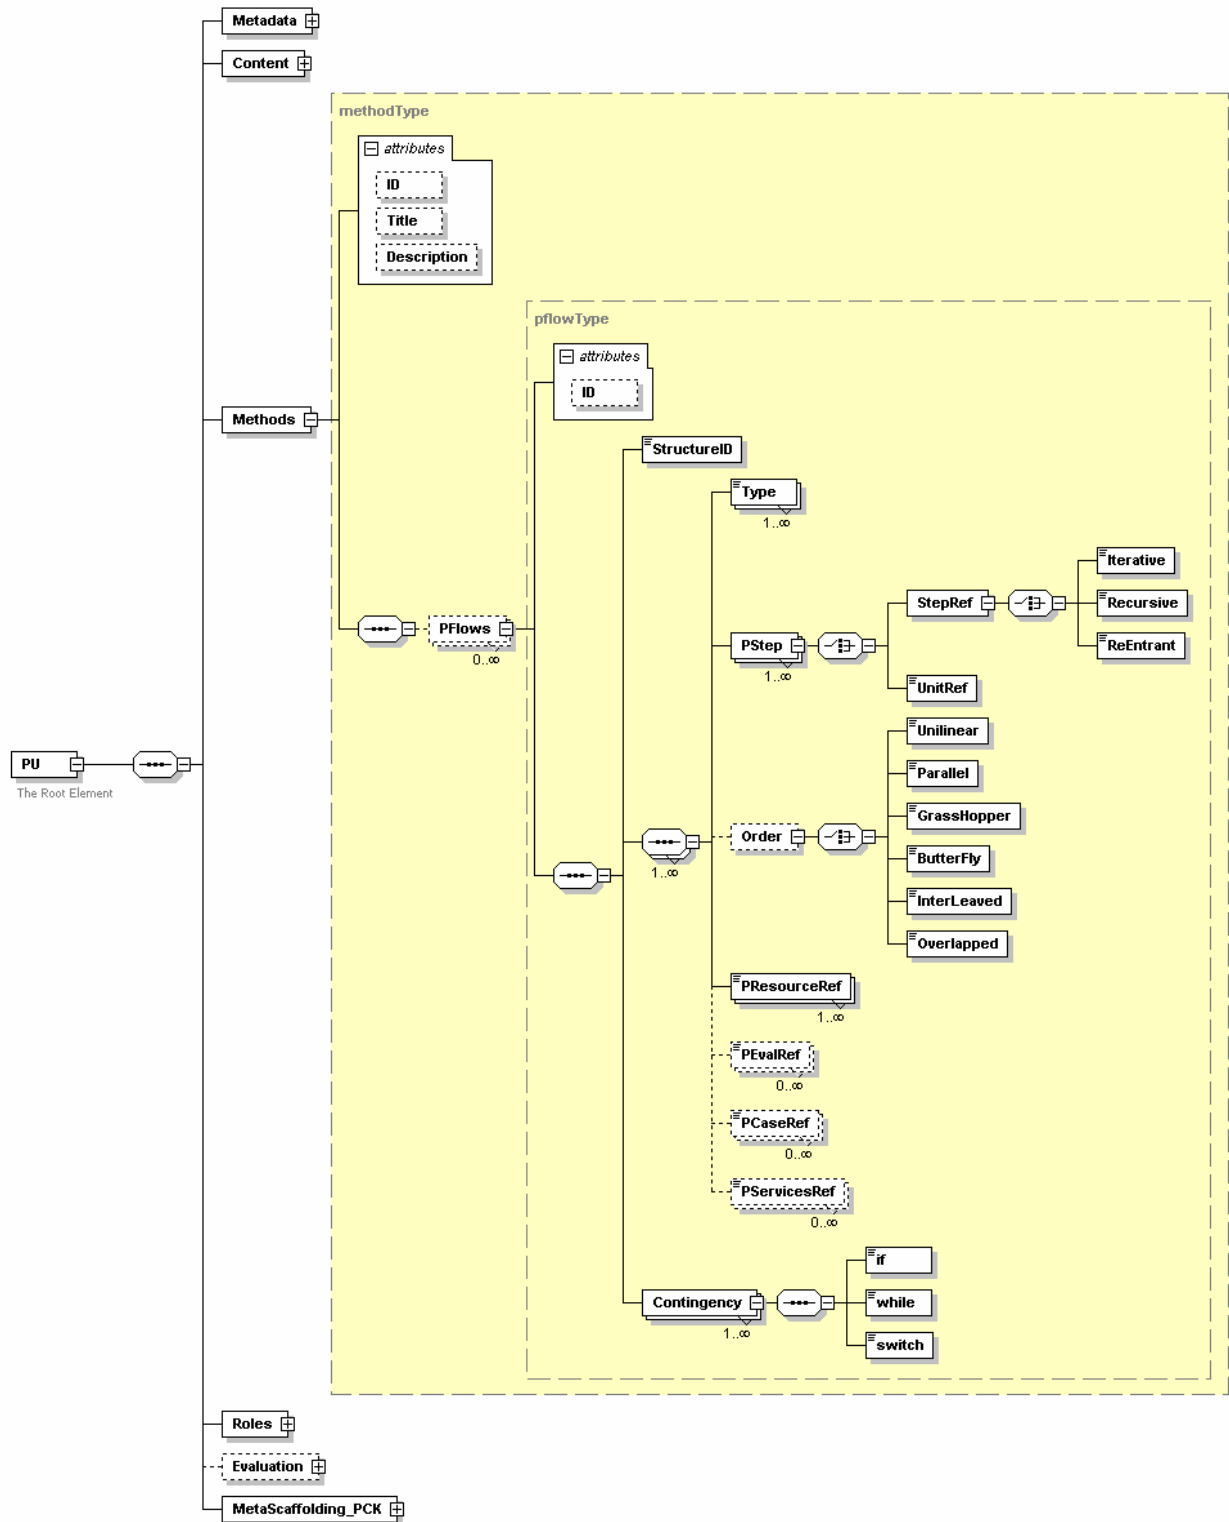 Metadata
Content
methodType
attributes
ID
Title
Description
pflowType
attributes
ID
Methods
StructureID
Type
1..∞
Iterative
StepRef
Recursive
PFlows
0..∞
PStep
1..∞
ReEntrant
UnitRef
Unilinear
PU
The Root Element
Parallel
GrassHopper
Order
1..∞
ButterFly
InterLeaved
Overlapped
PResourceRef
1..∞
PEvalRef
0..∞
PCaseRef
0..∞
PServicesRef
0..∞
if
Contingency
1..∞
while
switch
Roles
Evaluation
MetaScaffolding_PCK